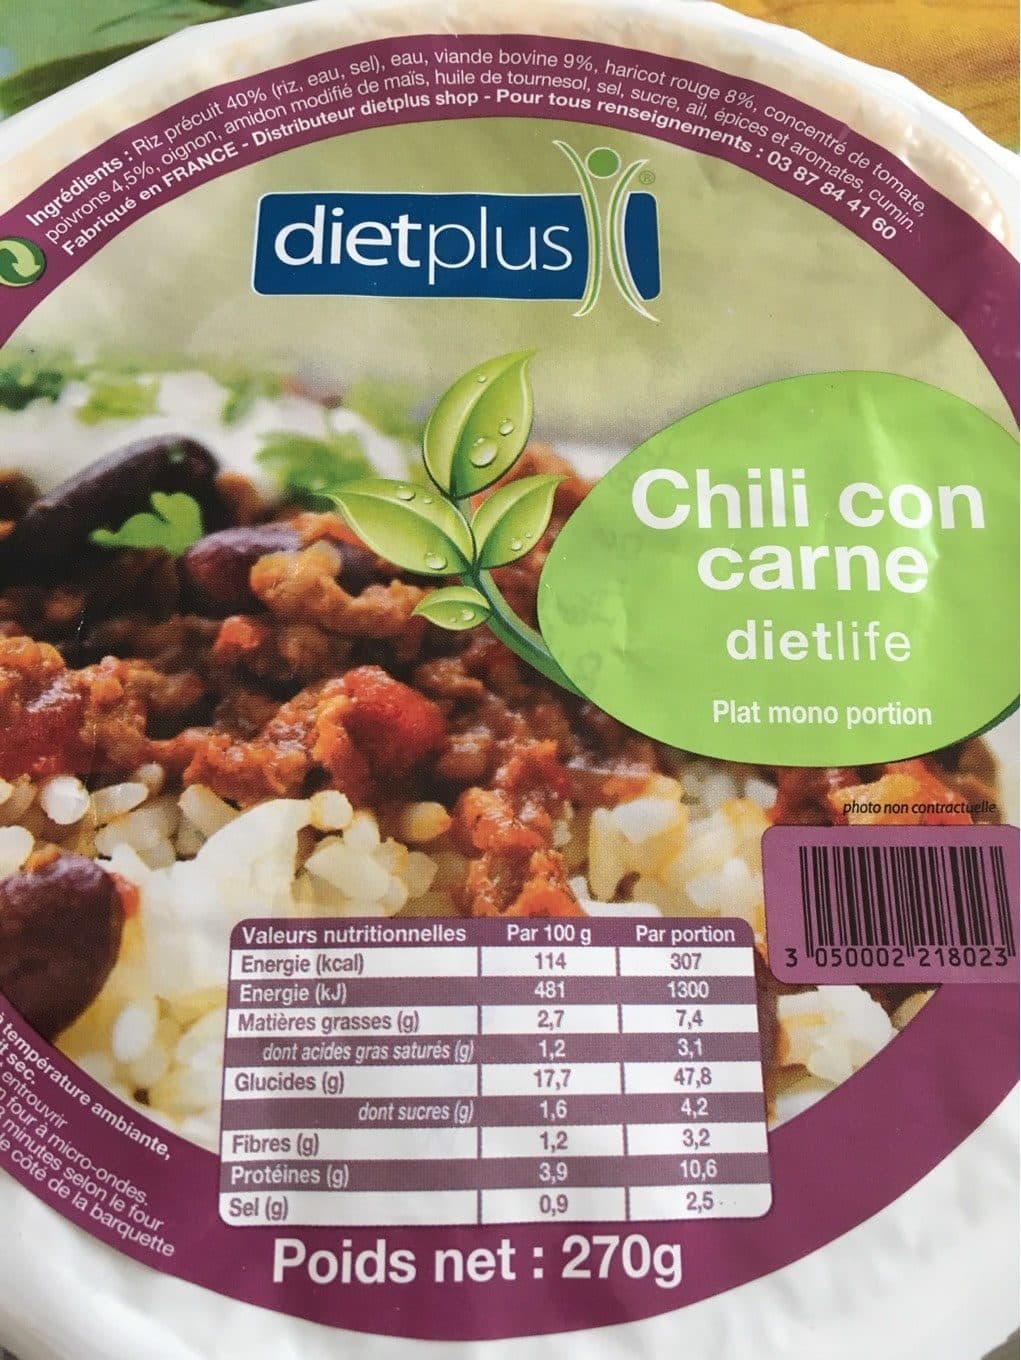 Ingrédients : Riz précuit 40% (riz, eau, sel), eau, viande bovine 9%, haricot rouge 8%, concentré de tomate,
poivrons 4,5%, oignon, amidon modifié de maïs, huile de tournesol, sel, sucre, ail, épices et aromates, cumin.
Fabriqué en FRANCE - Distributeur dietplus shop - Pour tous renseignements : 03 87 84 41 60
dietplus ®
Chili con
carne
dietlife
Plat mono portion
photo non contractuelle
3 050002 218023
Valeurs nutritionnelles Par 100 g Par portion
Energie (kcal) 114 307
Energie (kJ) 481 1300
Matières grasses (g) 2,7 7,4
dont acides gras saturés (g) 1,2 3,1
Glucides (g) 17,7 47,8
dont sucres (g) 1,6 4,2
Fibres (g) 1,2 3,2
Protéines (g) 3,9 10,6
Sel (g) 0,9 2,5
Poids net : 270g
température ambiante,
sec.
entrouvrir
four à micro-ondes.
minutes selon le four
côté de la barquette